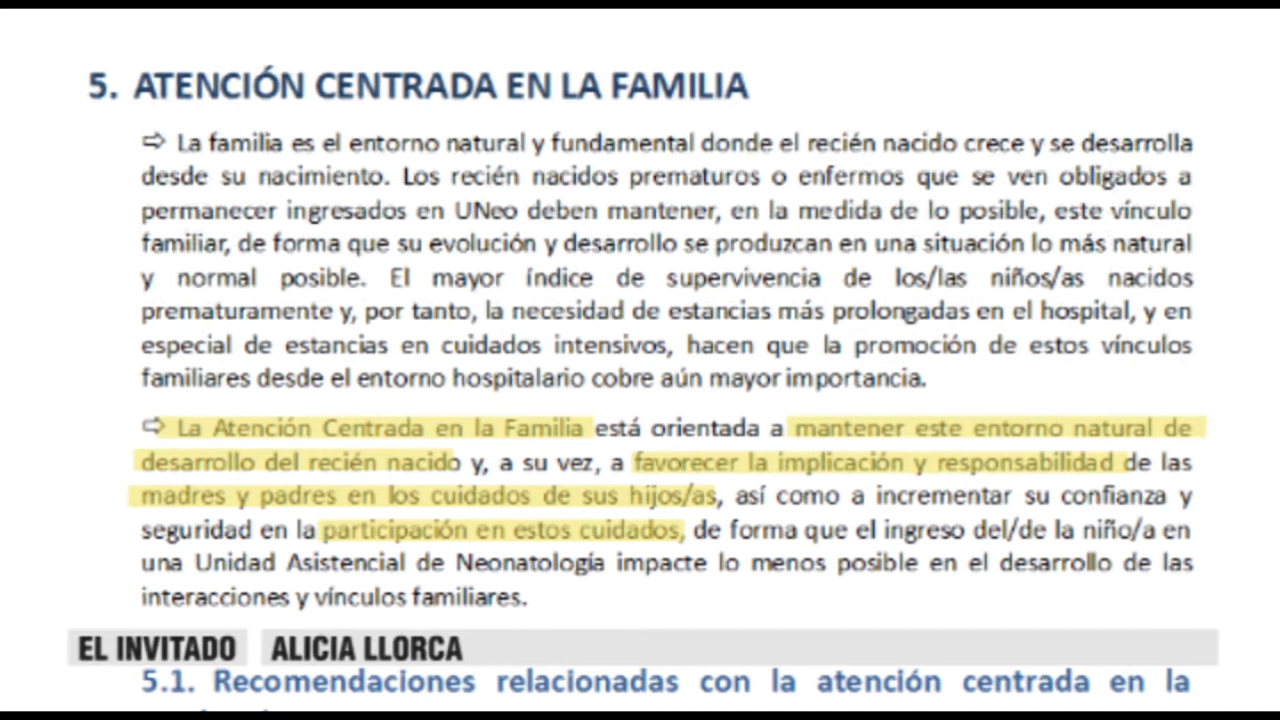 5. ATENCIÓN CENTRADA EN LA FAMILIA
⇨ La familia es el entorno natural y fundamental donde el recién nacido crece y se desarrolla
desde su nacimiento. Los recién nacidos prematuros o enfermos que se ven obligados a
permanecer ingresados en UNeo deben mantener, en la medida de lo posible, este vínculo
familiar, de forma que su evolución y desarrollo se produzcan en una situación lo más natural
y normal posible. El mayor índice de supervivencia de los/las niños/as nacidos
prematuramente y, por tanto, la necesidad de estancias más prolongadas en el hospital, y en
especial de estancias en cuidados intensivos, hacen que la promoción de estos vínculos
familiares desde el entorno hospitalario cobre aún mayor importancia.
⇨ La Atención Centrada en la Familia está orientada a mantener este entorno natural de
desarrollo del recién nacido y, a su vez, a favorecer la implicación y responsabilidad de las
madres y padres en los cuidados de sus hijos/as, así como a incrementar su confianza y
seguridad en la participación en estos cuidados, de forma que el ingreso del/de la niño/a en
una Unidad Asistencial de Neonatología impacte lo menos posible en el desarrollo de las
interacciones y vínculos familiares.
EL INVITADO ALICIA LLORCA
5.1. Recomendaciones relacionadas con la atención centrada en la